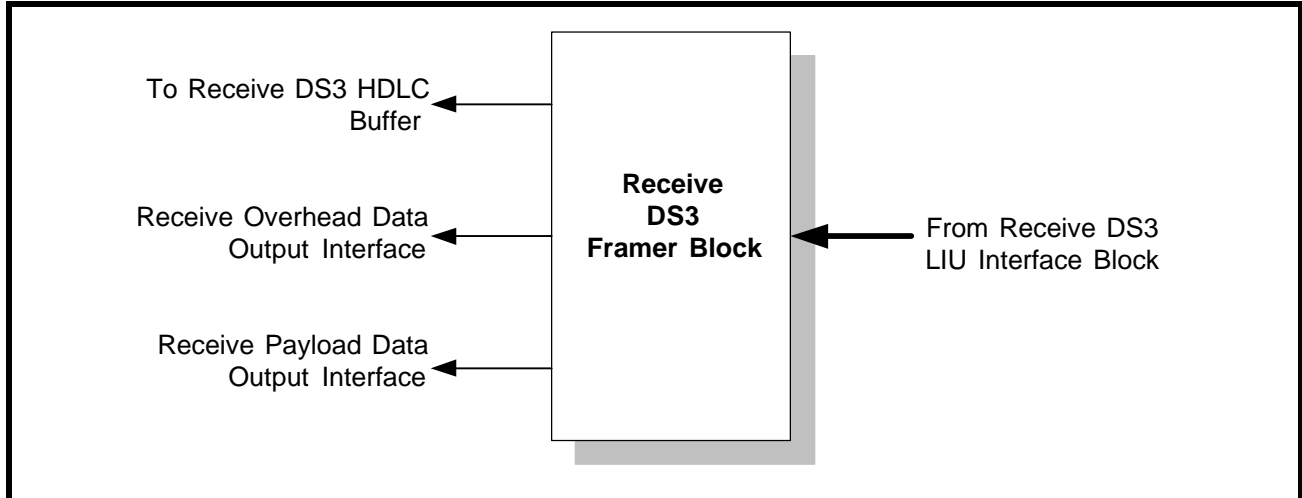 To Receive DS3 HDLC
Buffer
Receive Overhead Data
Output Interface
Receive Payload Data
Output Interface
Receive
DS3
Framer Block
From Receive DS3
LIU Interface Block